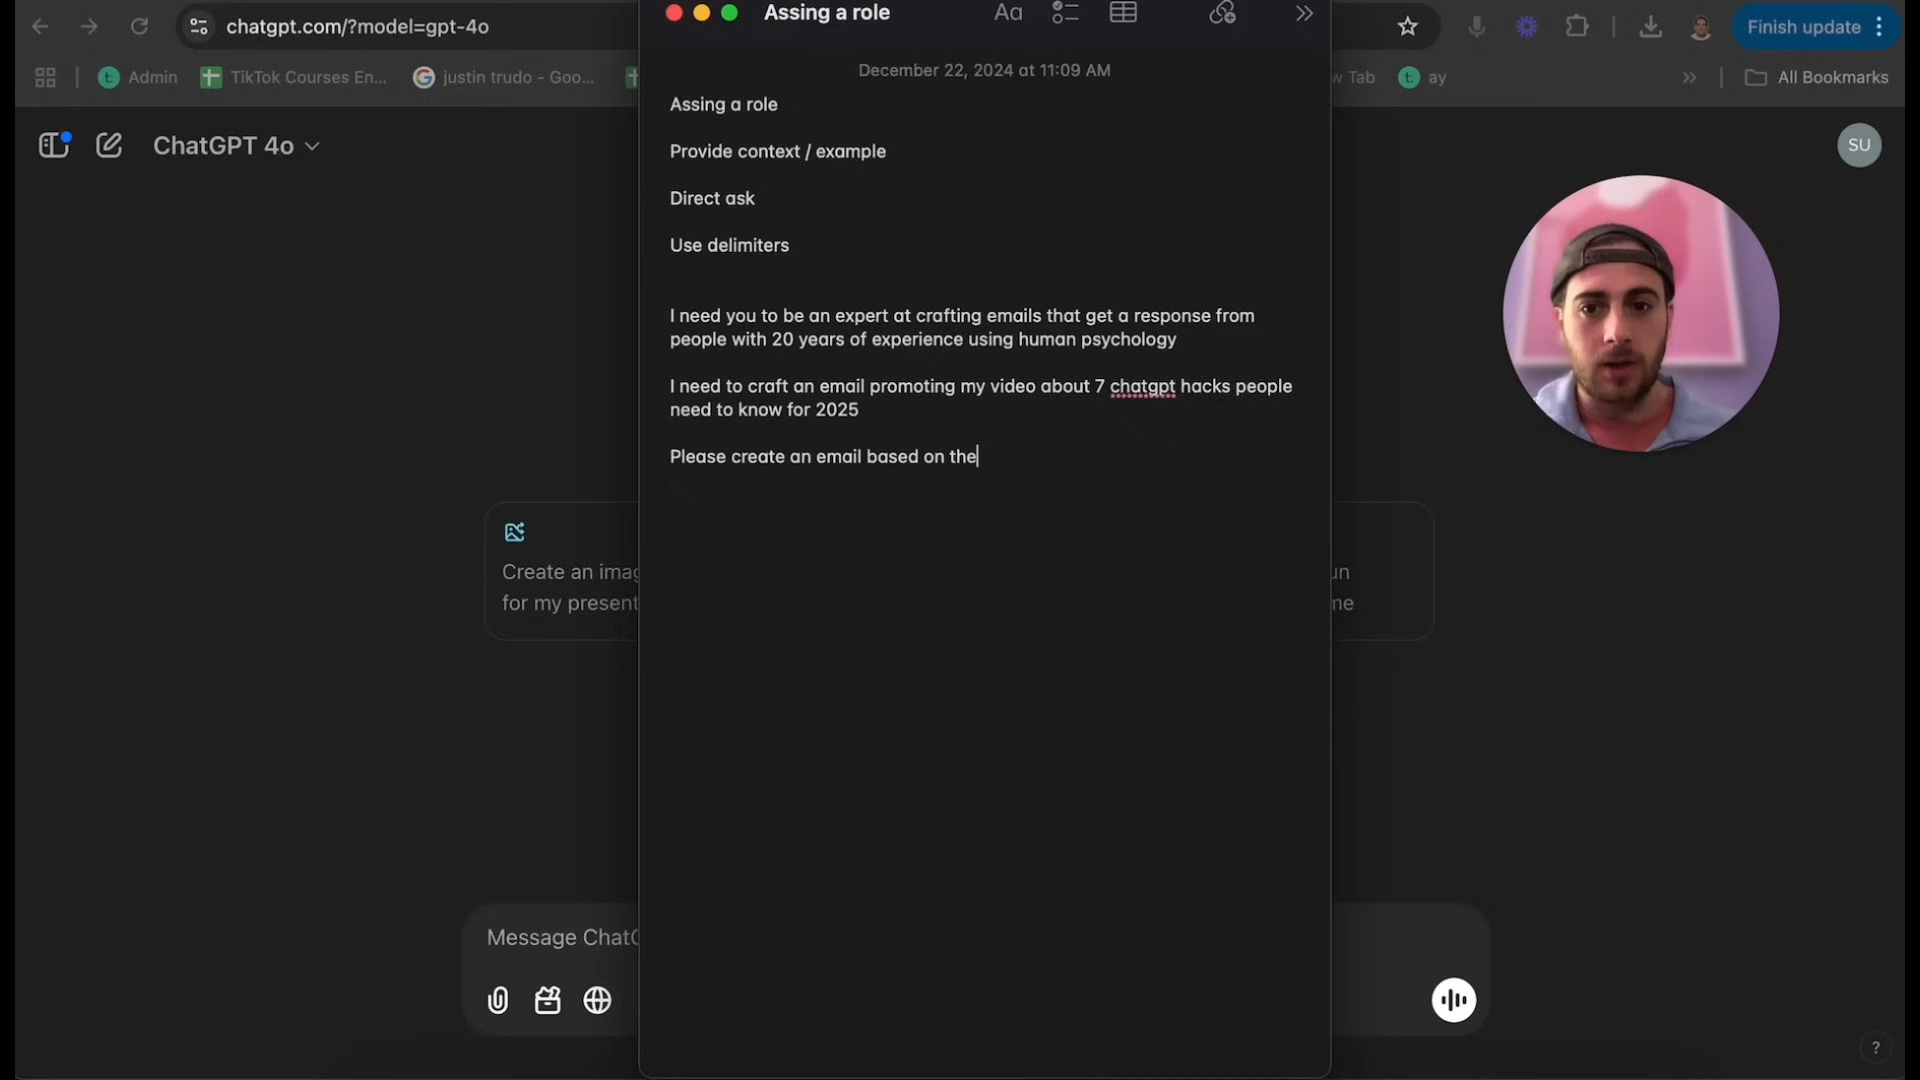 chatgpt.com/?model=gpt-4o
Assing a role
Aa
Finish update
Admin
TikTok Courses En...
justin trudo - Goo...
w Tab
ay
All Bookmarks
ChatGPT 4o
SU
December 22, 2024 at 11:09 AM
Assing a role
Provide context / example
Direct ask
Use delimiters
I need you to be an expert at crafting emails that get a response from
people with 20 years of experience using human psychology
I need to craft an email promoting my video about 7 chatgpt hacks people
need to know for 2025
Please create an email based on the
Create an imag
for my present
un
me
Message ChatG
?